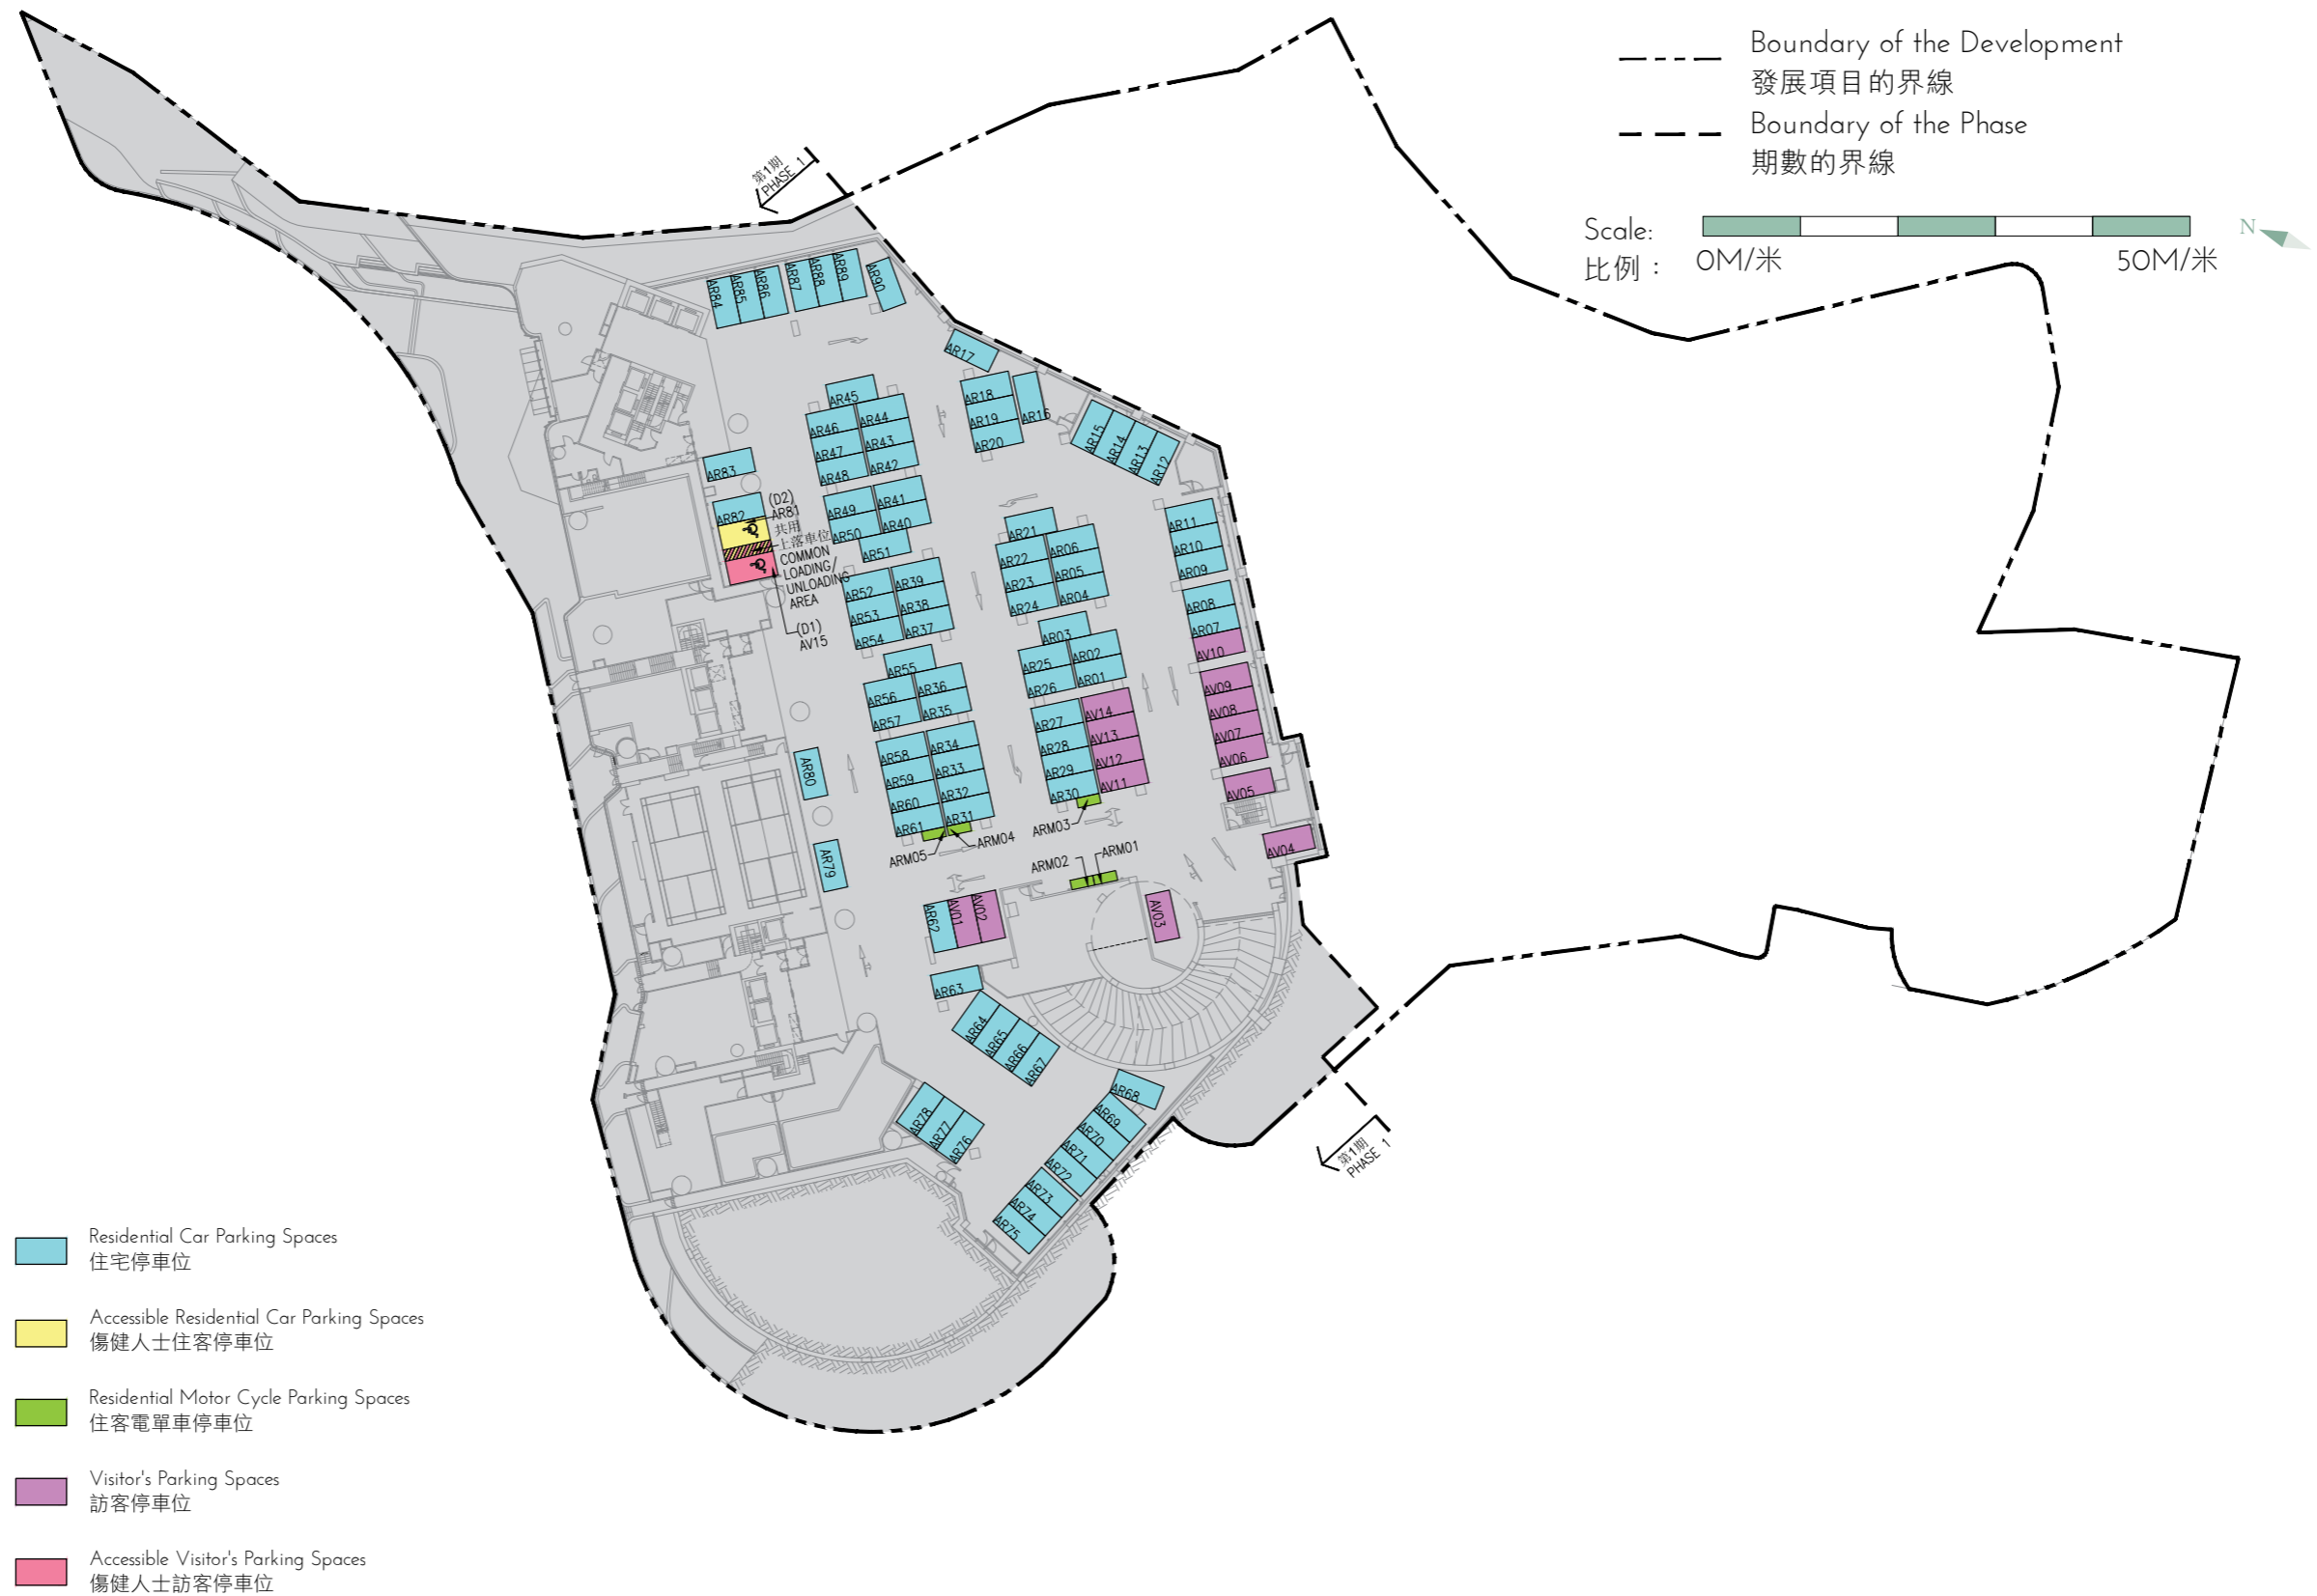 Boundary of the Development
發展項目的界線
Boundary of the Phase
期數的界線
Scale:
比例：
0M/米
50M/米
N
第1期
PHASE 1
AR84
AR85
AR86
AR87
AR88
AR89
AR90
AR17
AR18
AR19
AR20
AR16
AR15
AR14
AR13
AR12
AR45
AR46
AR44
AR47
AR43
AR48
AR42
AR83
AR82
(D2)
AR81
共用
上落車位
COMMON
LOADING/
UNLOADING
AREA
(D1)
AV15
AR49
AR41
AR50
AR40
AR51
AR52
AR39
AR53
AR38
AR54
AR37
AR55
AR56
AR36
AR57
AR35
AR58
AR34
AR59
AR33
AR60
AR32
AR61
AR31
ARM05
ARM04
AR21
AR22
AR06
AR23
AR05
AR24
AR04
AR03
AR25
AR02
AR26
AR01
AR27
AV14
AR28
AV13
AR29
AV12
AR30
AV11
ARM03
ARM02
ARM01
AR11
AR10
AR09
AR08
AR07
AV10
AV09
AV08
AV07
AV06
AV05
AV04
AV03
AR80
AR79
AR62
AV01
AV02
AR63
AR64
AR65
AR66
AR67
AR68
AR69
AR70
AR71
AR72
AR73
AR74
AR75
AR78
AR77
AR76
第1期
PHASE 1
Residential Car Parking Spaces
住宅停車位
Accessible Residential Car Parking Spaces
傷健人士住客停車位
Residential Motor Cycle Parking Spaces
住客電單車停車位
Visitor's Parking Spaces
訪客停車位
Accessible Visitor's Parking Spaces
傷健人士訪客停車位